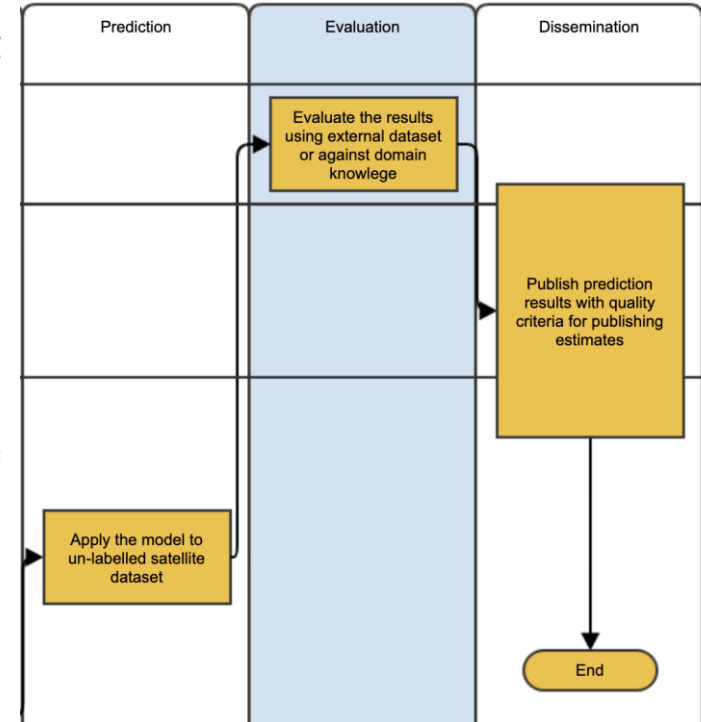 Prediction
Evaluation
Dissemination
Evaluate the results
using external dataset
or against domain
knowlege
Publish prediction
results with quality
criteria for publishing
estimates
Apply the model to
un-labelled satellite
dataset
End